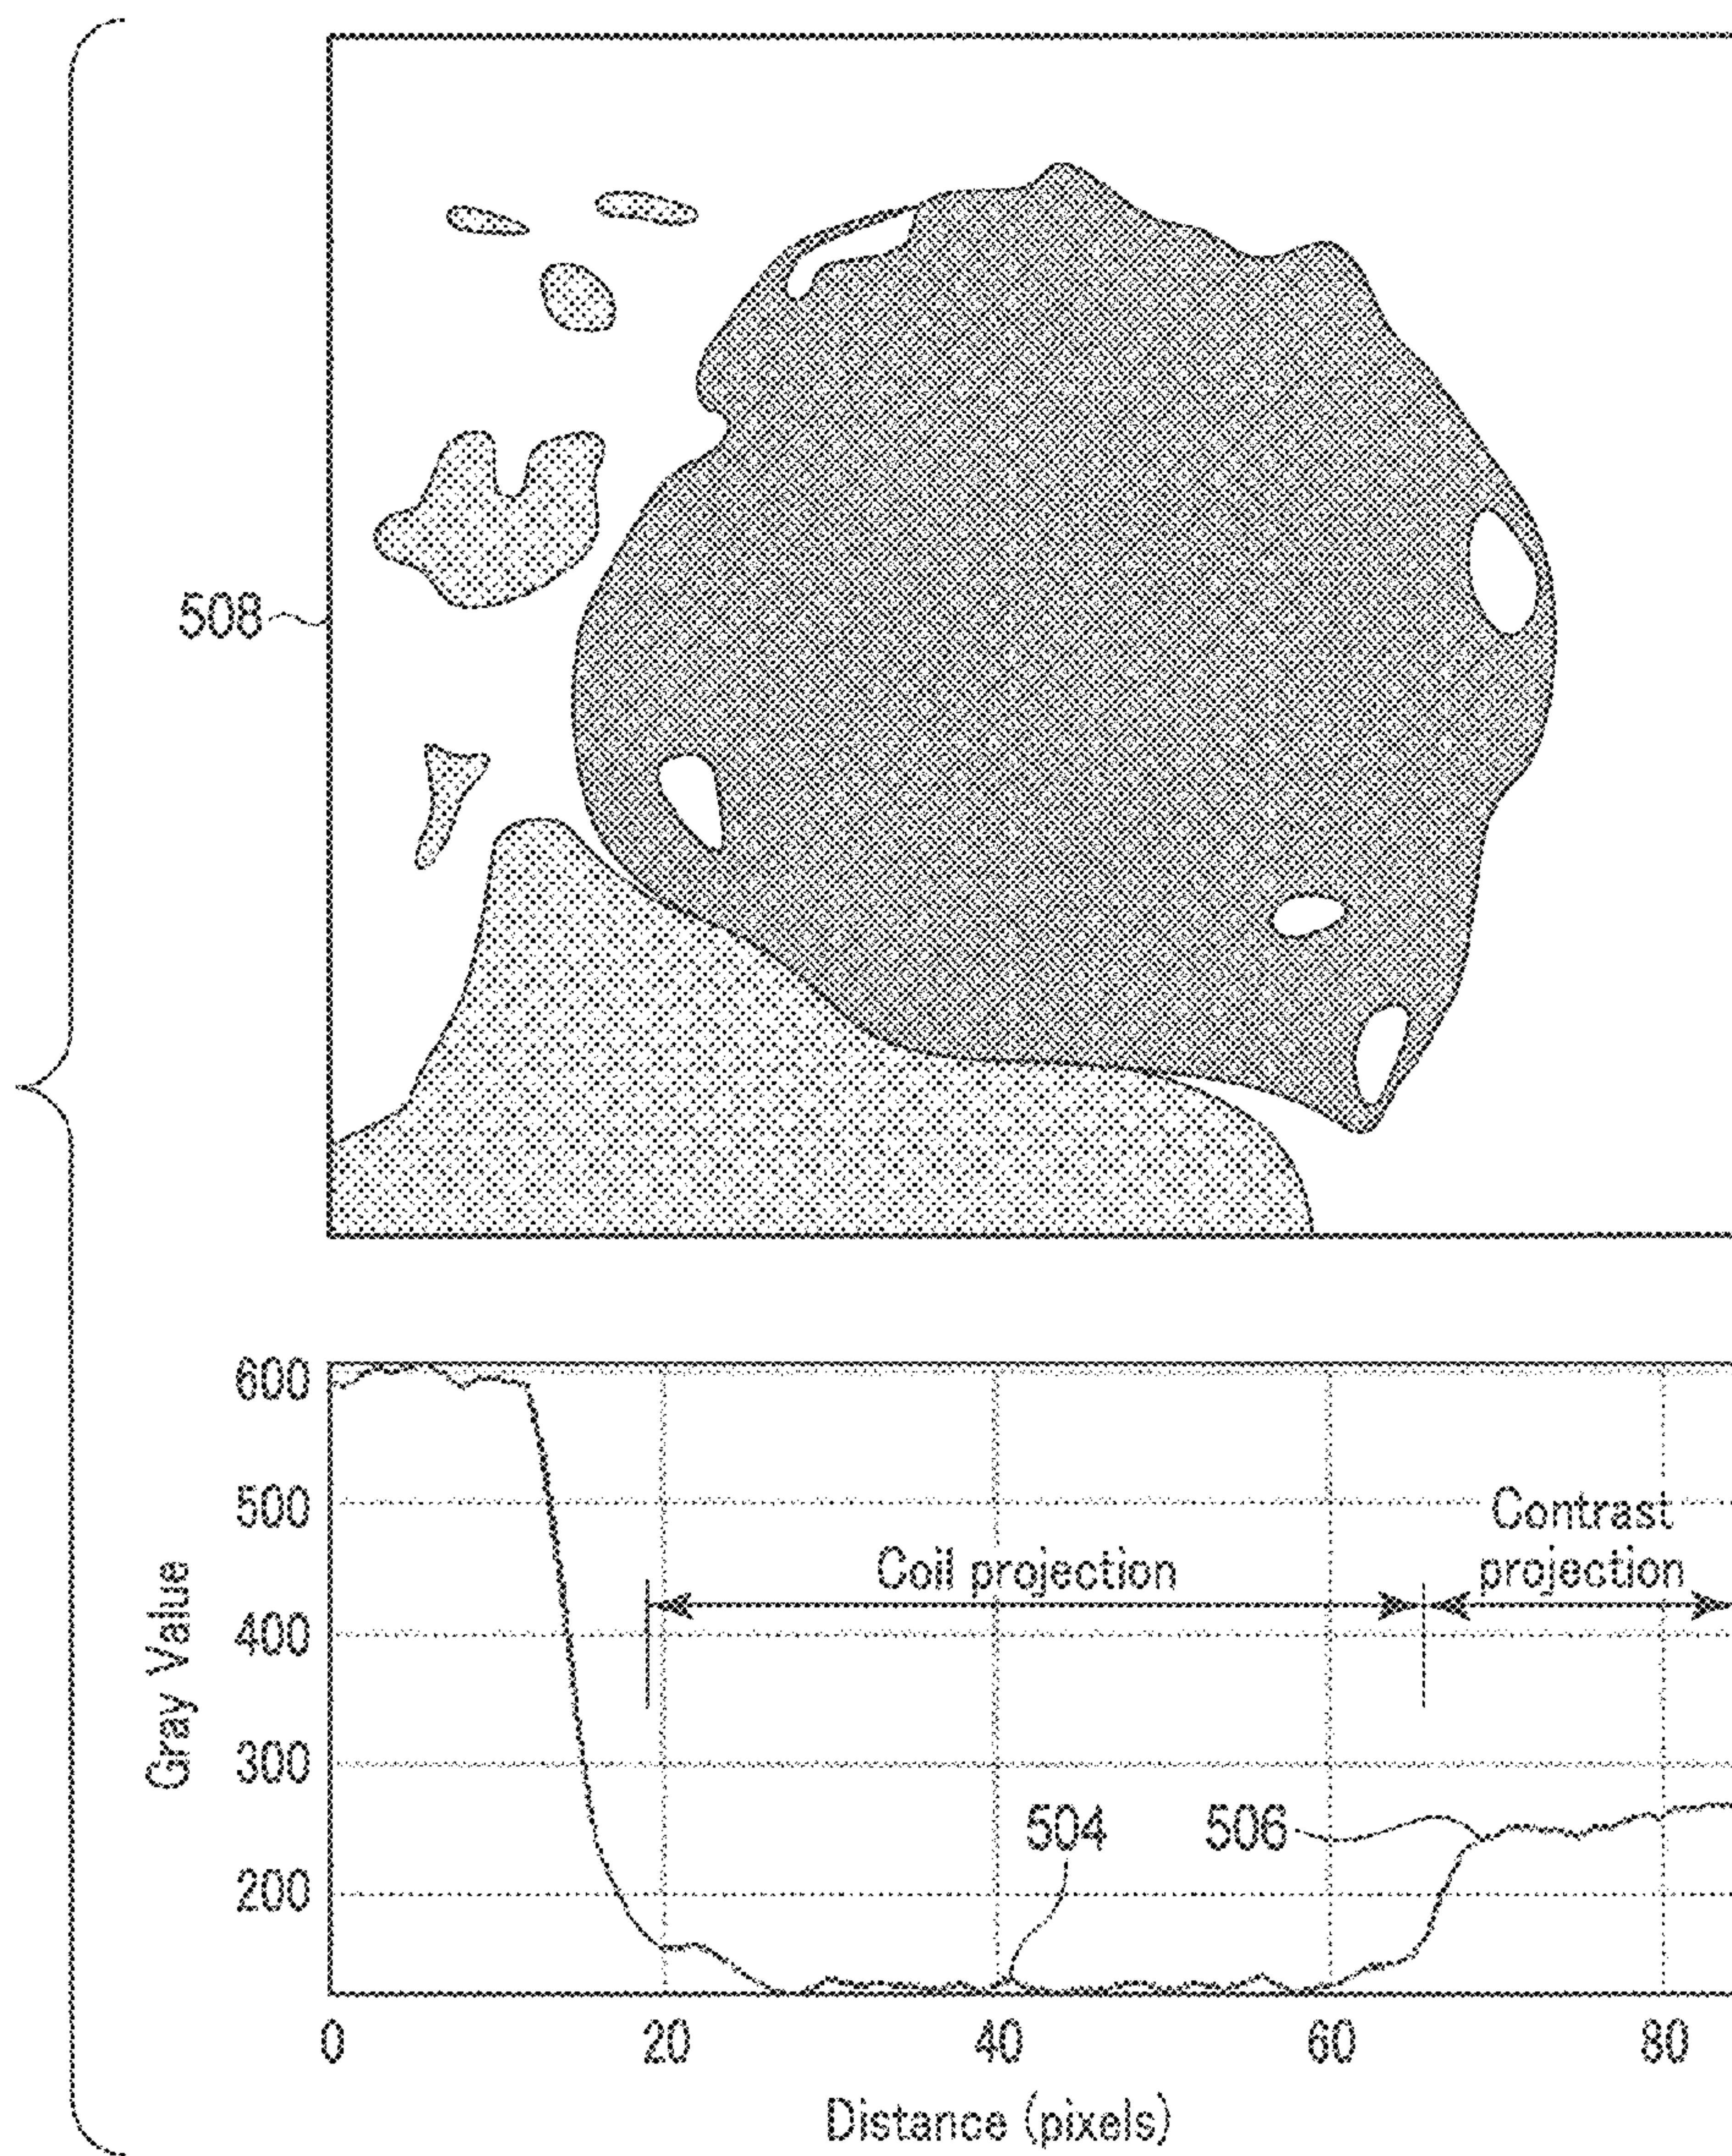 508
600
500
400
300
200
Gray Value
Contrast
projection
Coil projection
504
506
0
20
40
60
80
Distance (pixels)